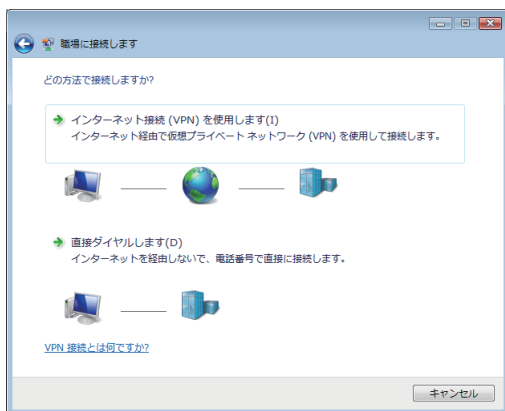 職場に接続します
どの方法で接続しますか?
インターネット接続 (VPN) を使用します(I)
インターネット経由で仮想プライベート ネットワーク (VPN) を使用して接続します。
直接ダイヤルします(D)
インターネットを経由しないで、電話番号で直接に接続します。
VPN 接続とは何ですか?
キャンセル